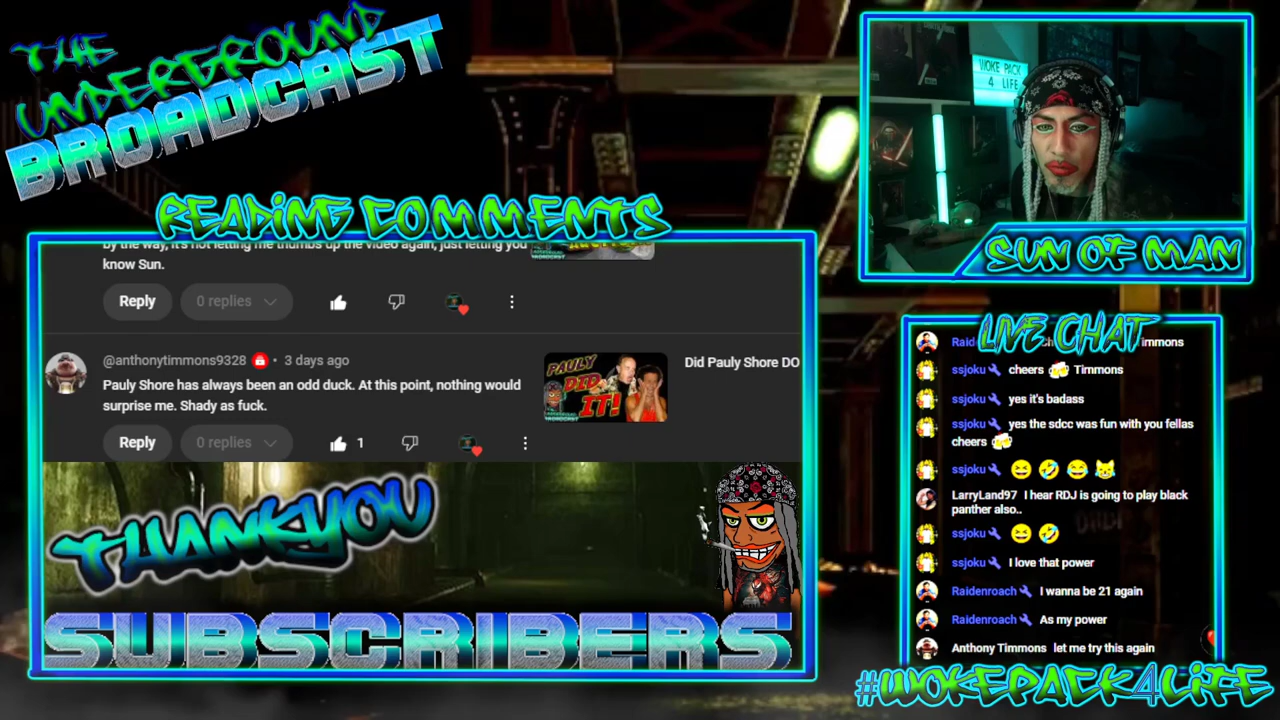 THE
UNDERGROUND
BROADCAST
READING COMMENTS
by the way, it's not letting me thumbs up the video again, just letting you
know Sun.
Reply
0 replies
@anthonytimmons9328 • 3 days ago
Pauly Shore has always been an odd duck. At this point, nothing would
surprise me. Shady as fuck.
PAULY
DID
IT!
Did Pauly Shore DO
Reply
0 replies
1
THANKYOU
SUBSCRIBERS
WOKE PACK
4 LIFE
SUN OF MAN
LIVE CHAT
immons
ssjoku cheers 🍻 Timmons
ssjoku yes it's badass
ssjoku yes the sdcc was fun with you fellas
cheers 🍻
ssjoku 😆 🤣 😂 😹
LarryLand97 I hear RDJ is going to play black
panther also..
ssjoku 😆 🤣
ssjoku I love that power
Raidenroach I wanna be 21 again
Raidenroach As my power
Anthony Timmons let me try this again
#WOKEPACK4LIFE